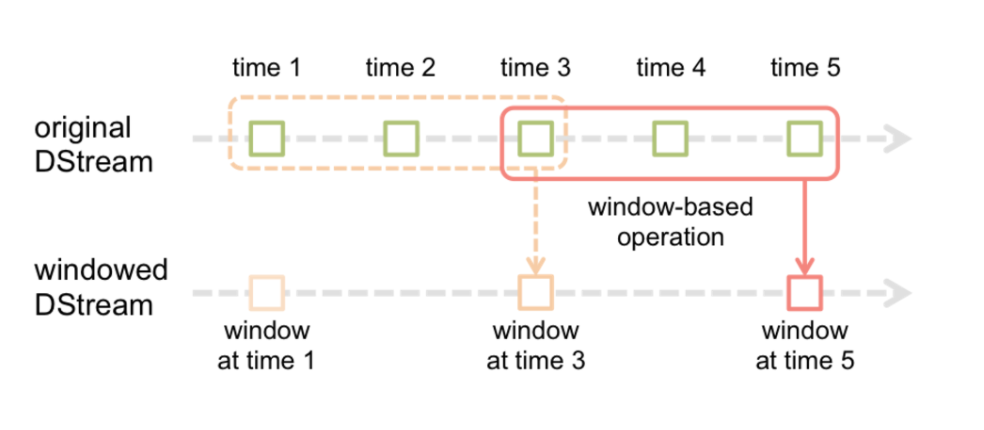 time 1 time 2 time 3 time 4 time 5
original
DStream
window-based
operation
windowed
DStream
window
at time 1
window
at time 3
window
at time 5